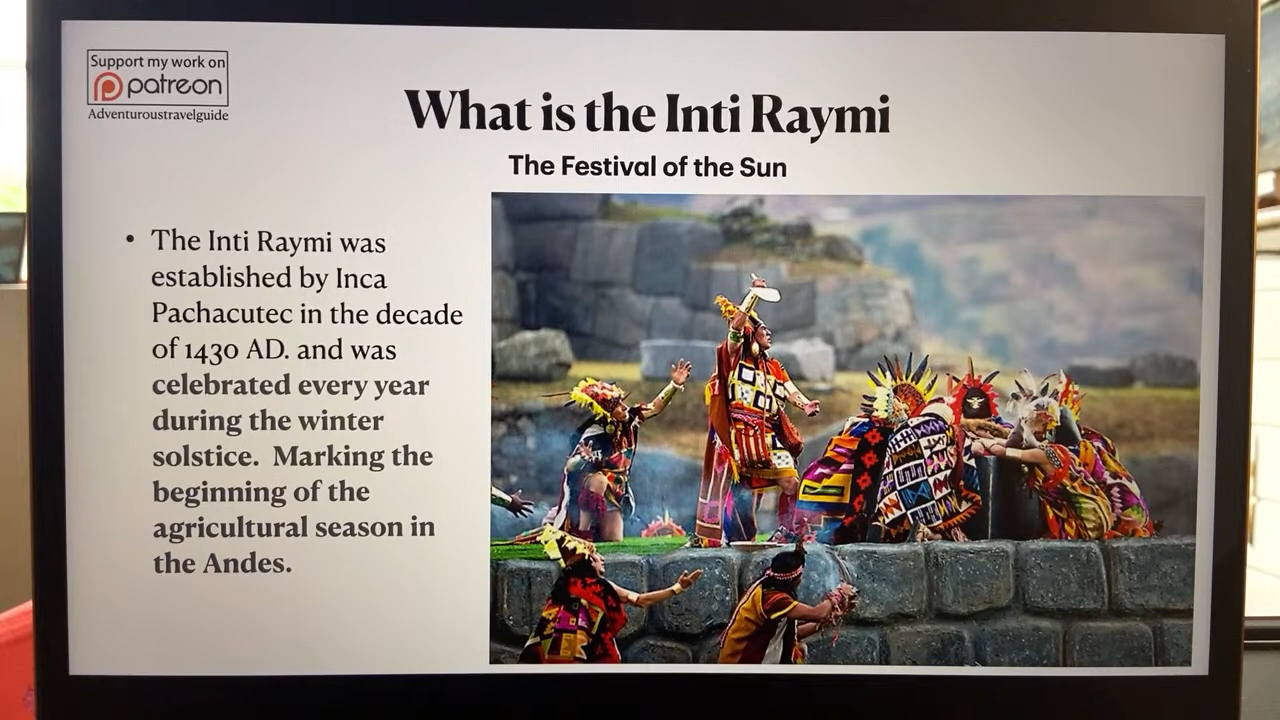 Support my work on
patreon
Adventuroustravelguide
What is the Inti Raymi
The Festival of the Sun
• The Inti Raymi was
established by Inca
Pachacutec in the decade
of 1430 AD. and was
celebrated every year
during the winter
solstice. Marking the
beginning of the
agricultural season in
the Andes.